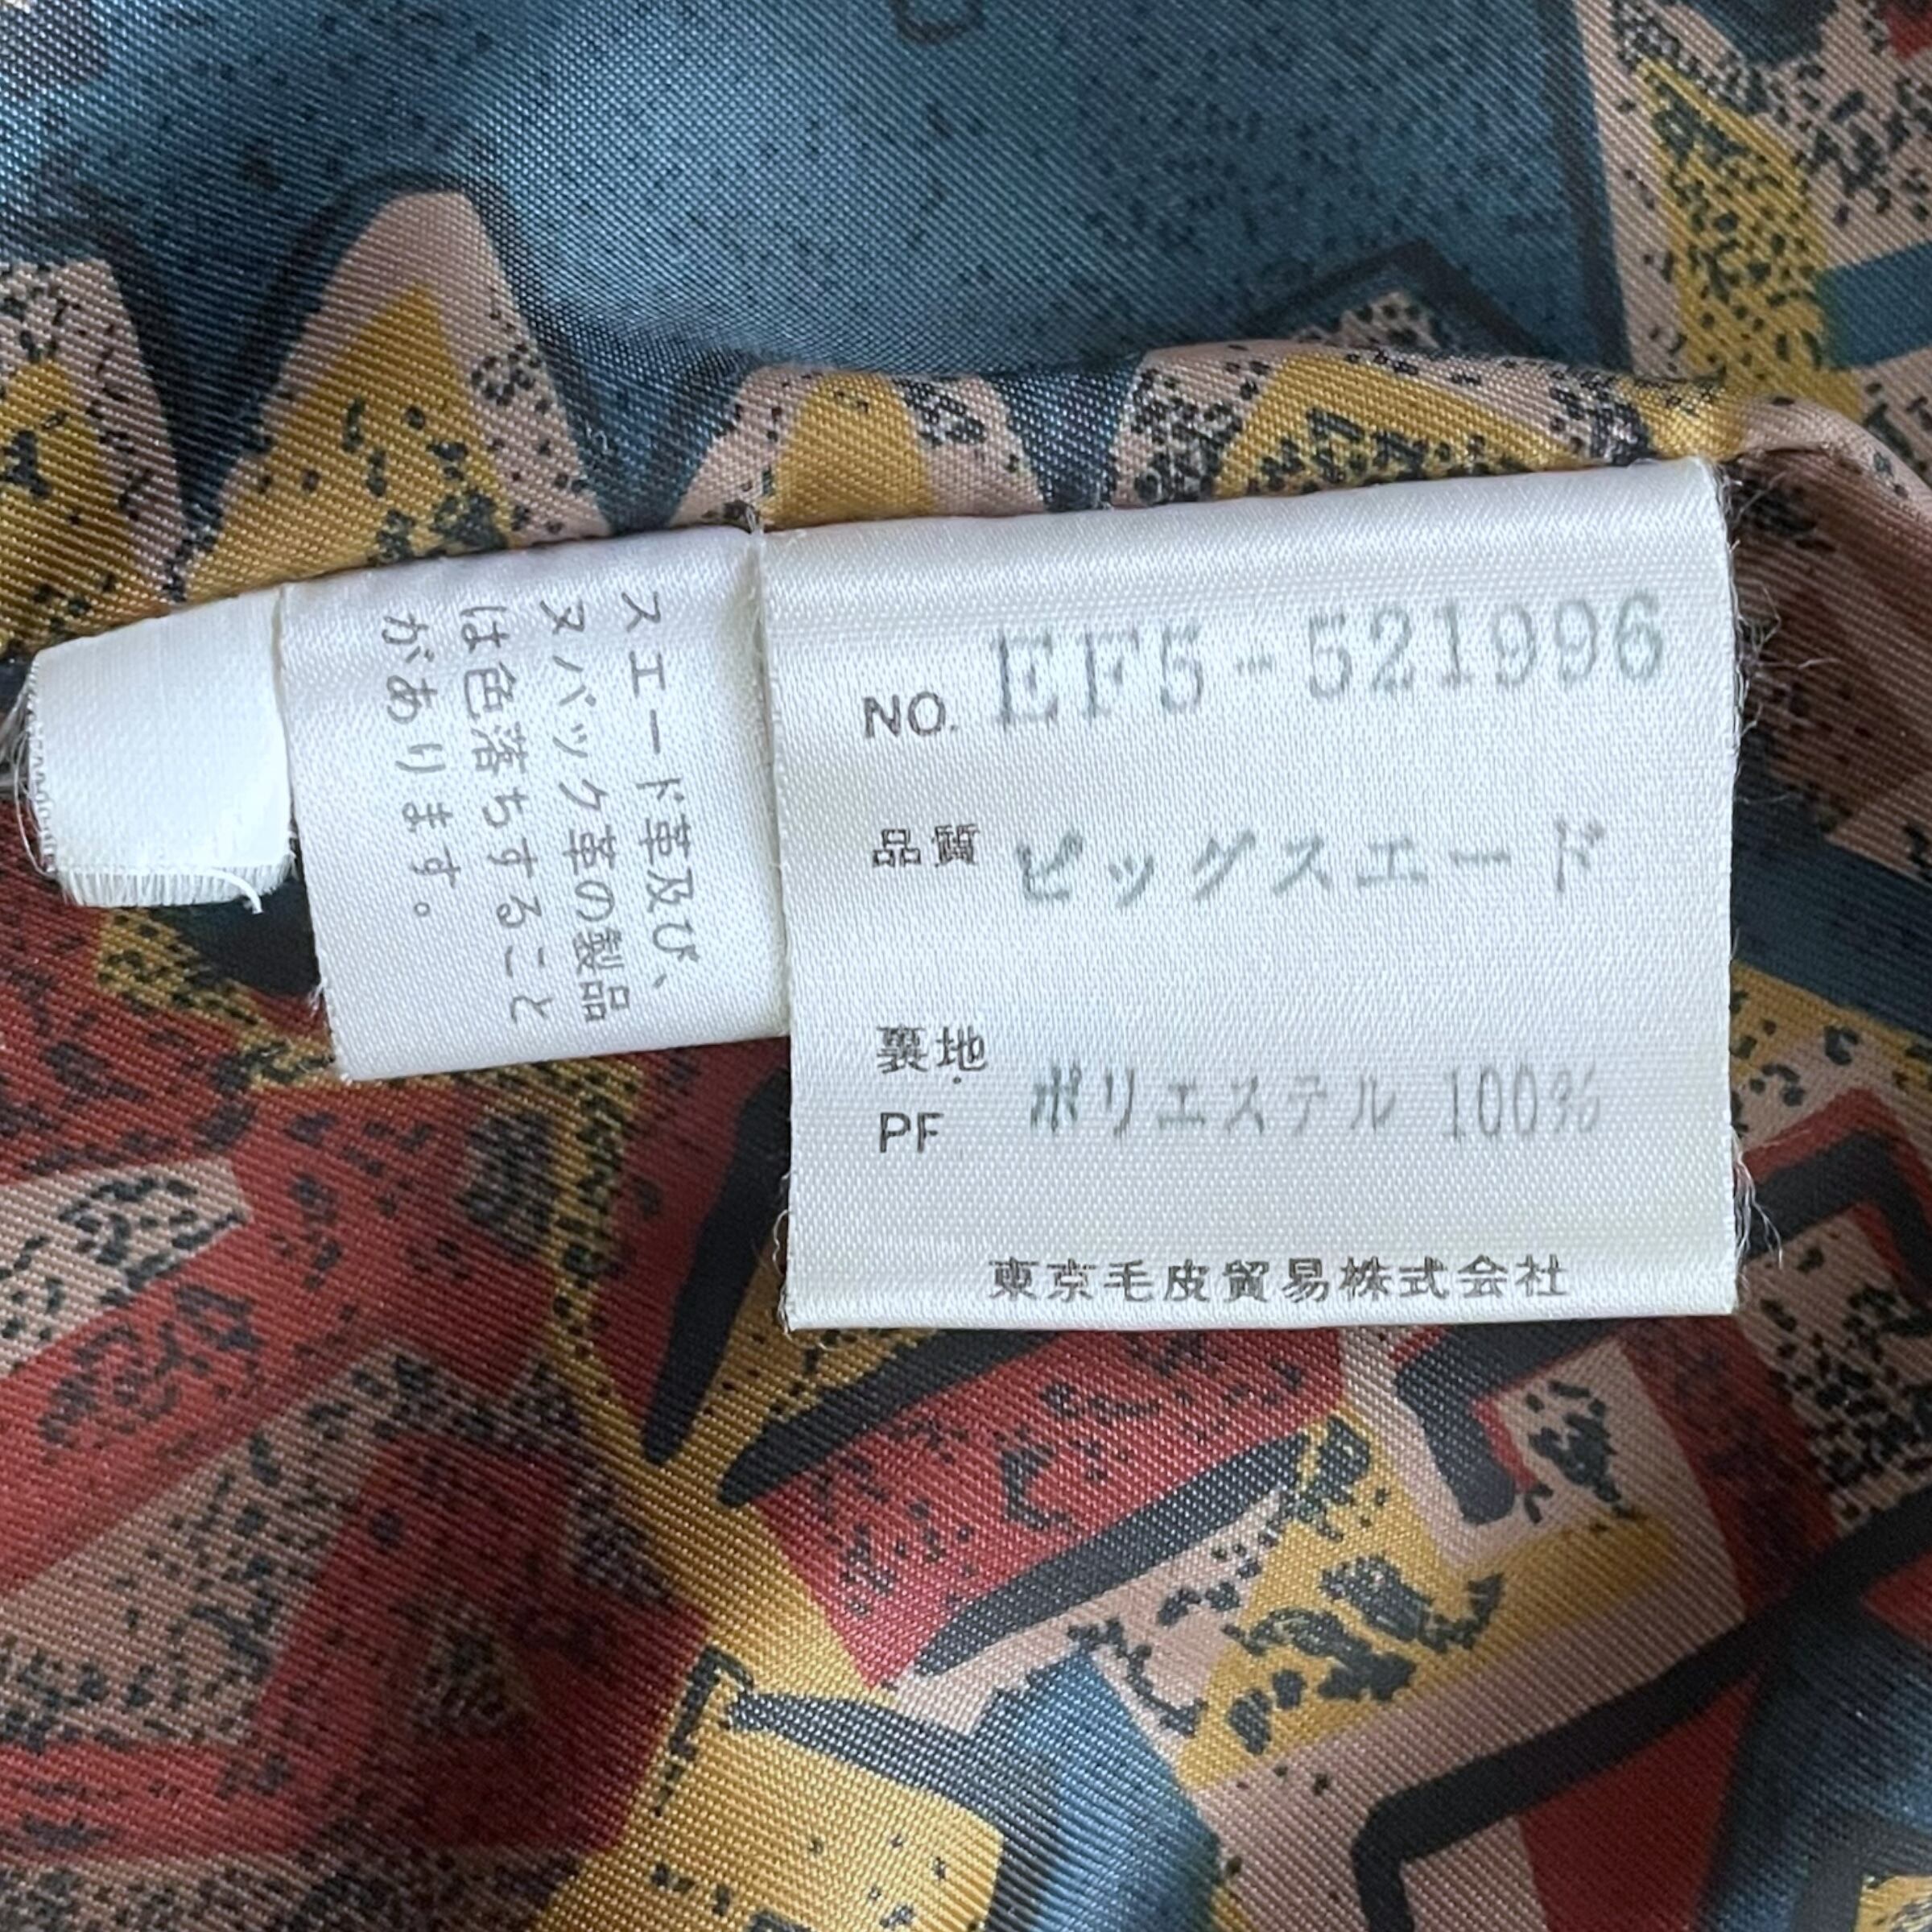 スエード革及び、
ヌバック革の製品
は色落ちすること
があります。
NO. EF5-521996
品質 ピッグスエード
裏地
PF ポリエステル 100%
東京毛皮貿易株式会社